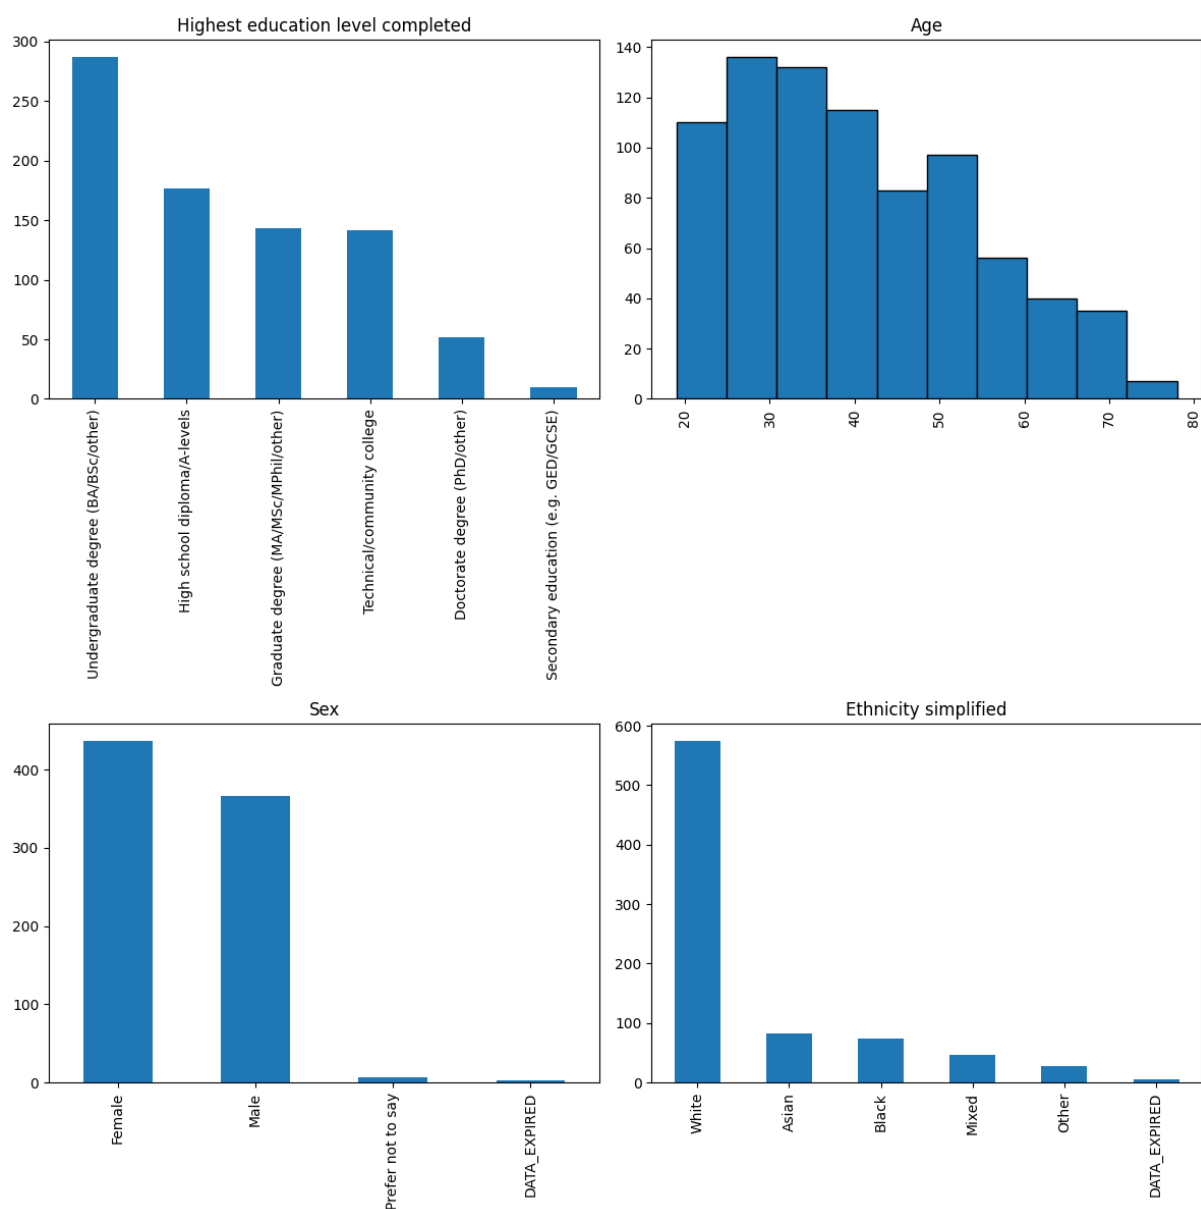 Highest education level completed
300
250
200
150
100
50
0
Undergraduate degree (BA/BSc/other)
High school diploma/A-levels
Graduate degree (MA/MSc/MPhil/other)
Technical/community college
Doctorate degree (PhD/other)
Secondary education (e.g. GED/GCSE)
Age
140
120
100
80
60
40
20
0
20
30
40
50
60
70
80
Sex
400
300
200
100
0
Female
Male
Prefer not to say
DATA_EXPIRED
Ethnicity simplified
600
500
400
300
200
100
0
White
Asian
Black
Mixed
Other
DATA_EXPIRED